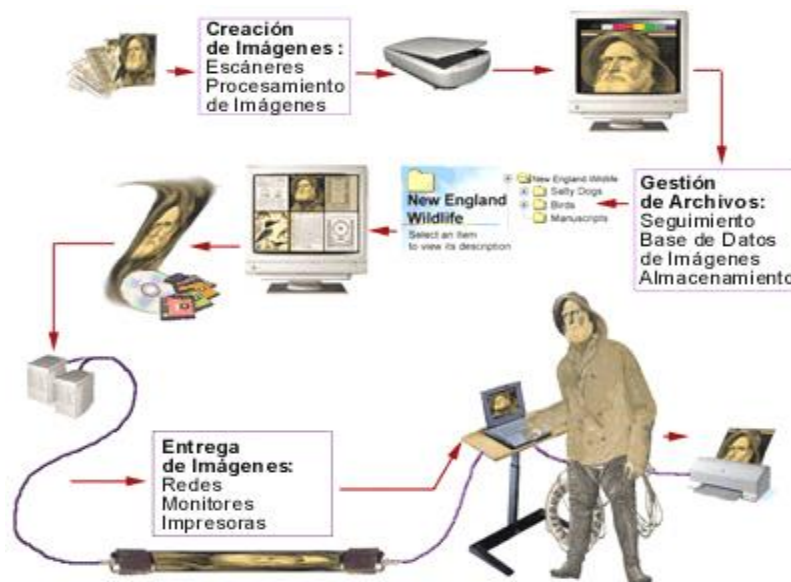 Creación
de Imágenes :
Escáneres
Procesamiento
de Imágenes
New England
Wildlife
Select an item
to view its description
New England Wildlife
Salty Dogs
Birds
Manuscripts
Gestión
de Archivos:
Seguimiento
Base de Datos
de Imágenes
Almacenamiento
Entrega
de Imágenes:
Redes
Monitores
Impresoras